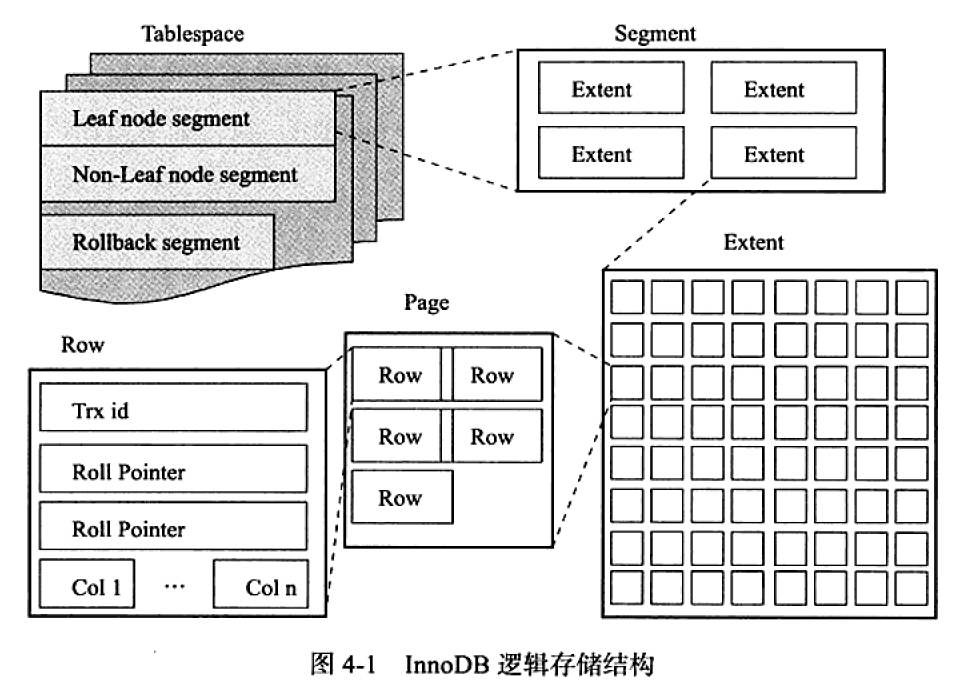 Tablespace
Leaf node segment
Non-Leaf node segment
Rollback segment
Segment
Extent
Extent
Extent
Extent
Extent
Page
Row
Row
Row
Row
Row
Row
Trx id
Roll Pointer
Roll Pointer
Col 1 ... Col n
图 4-1 InnoDB 逻辑存储结构